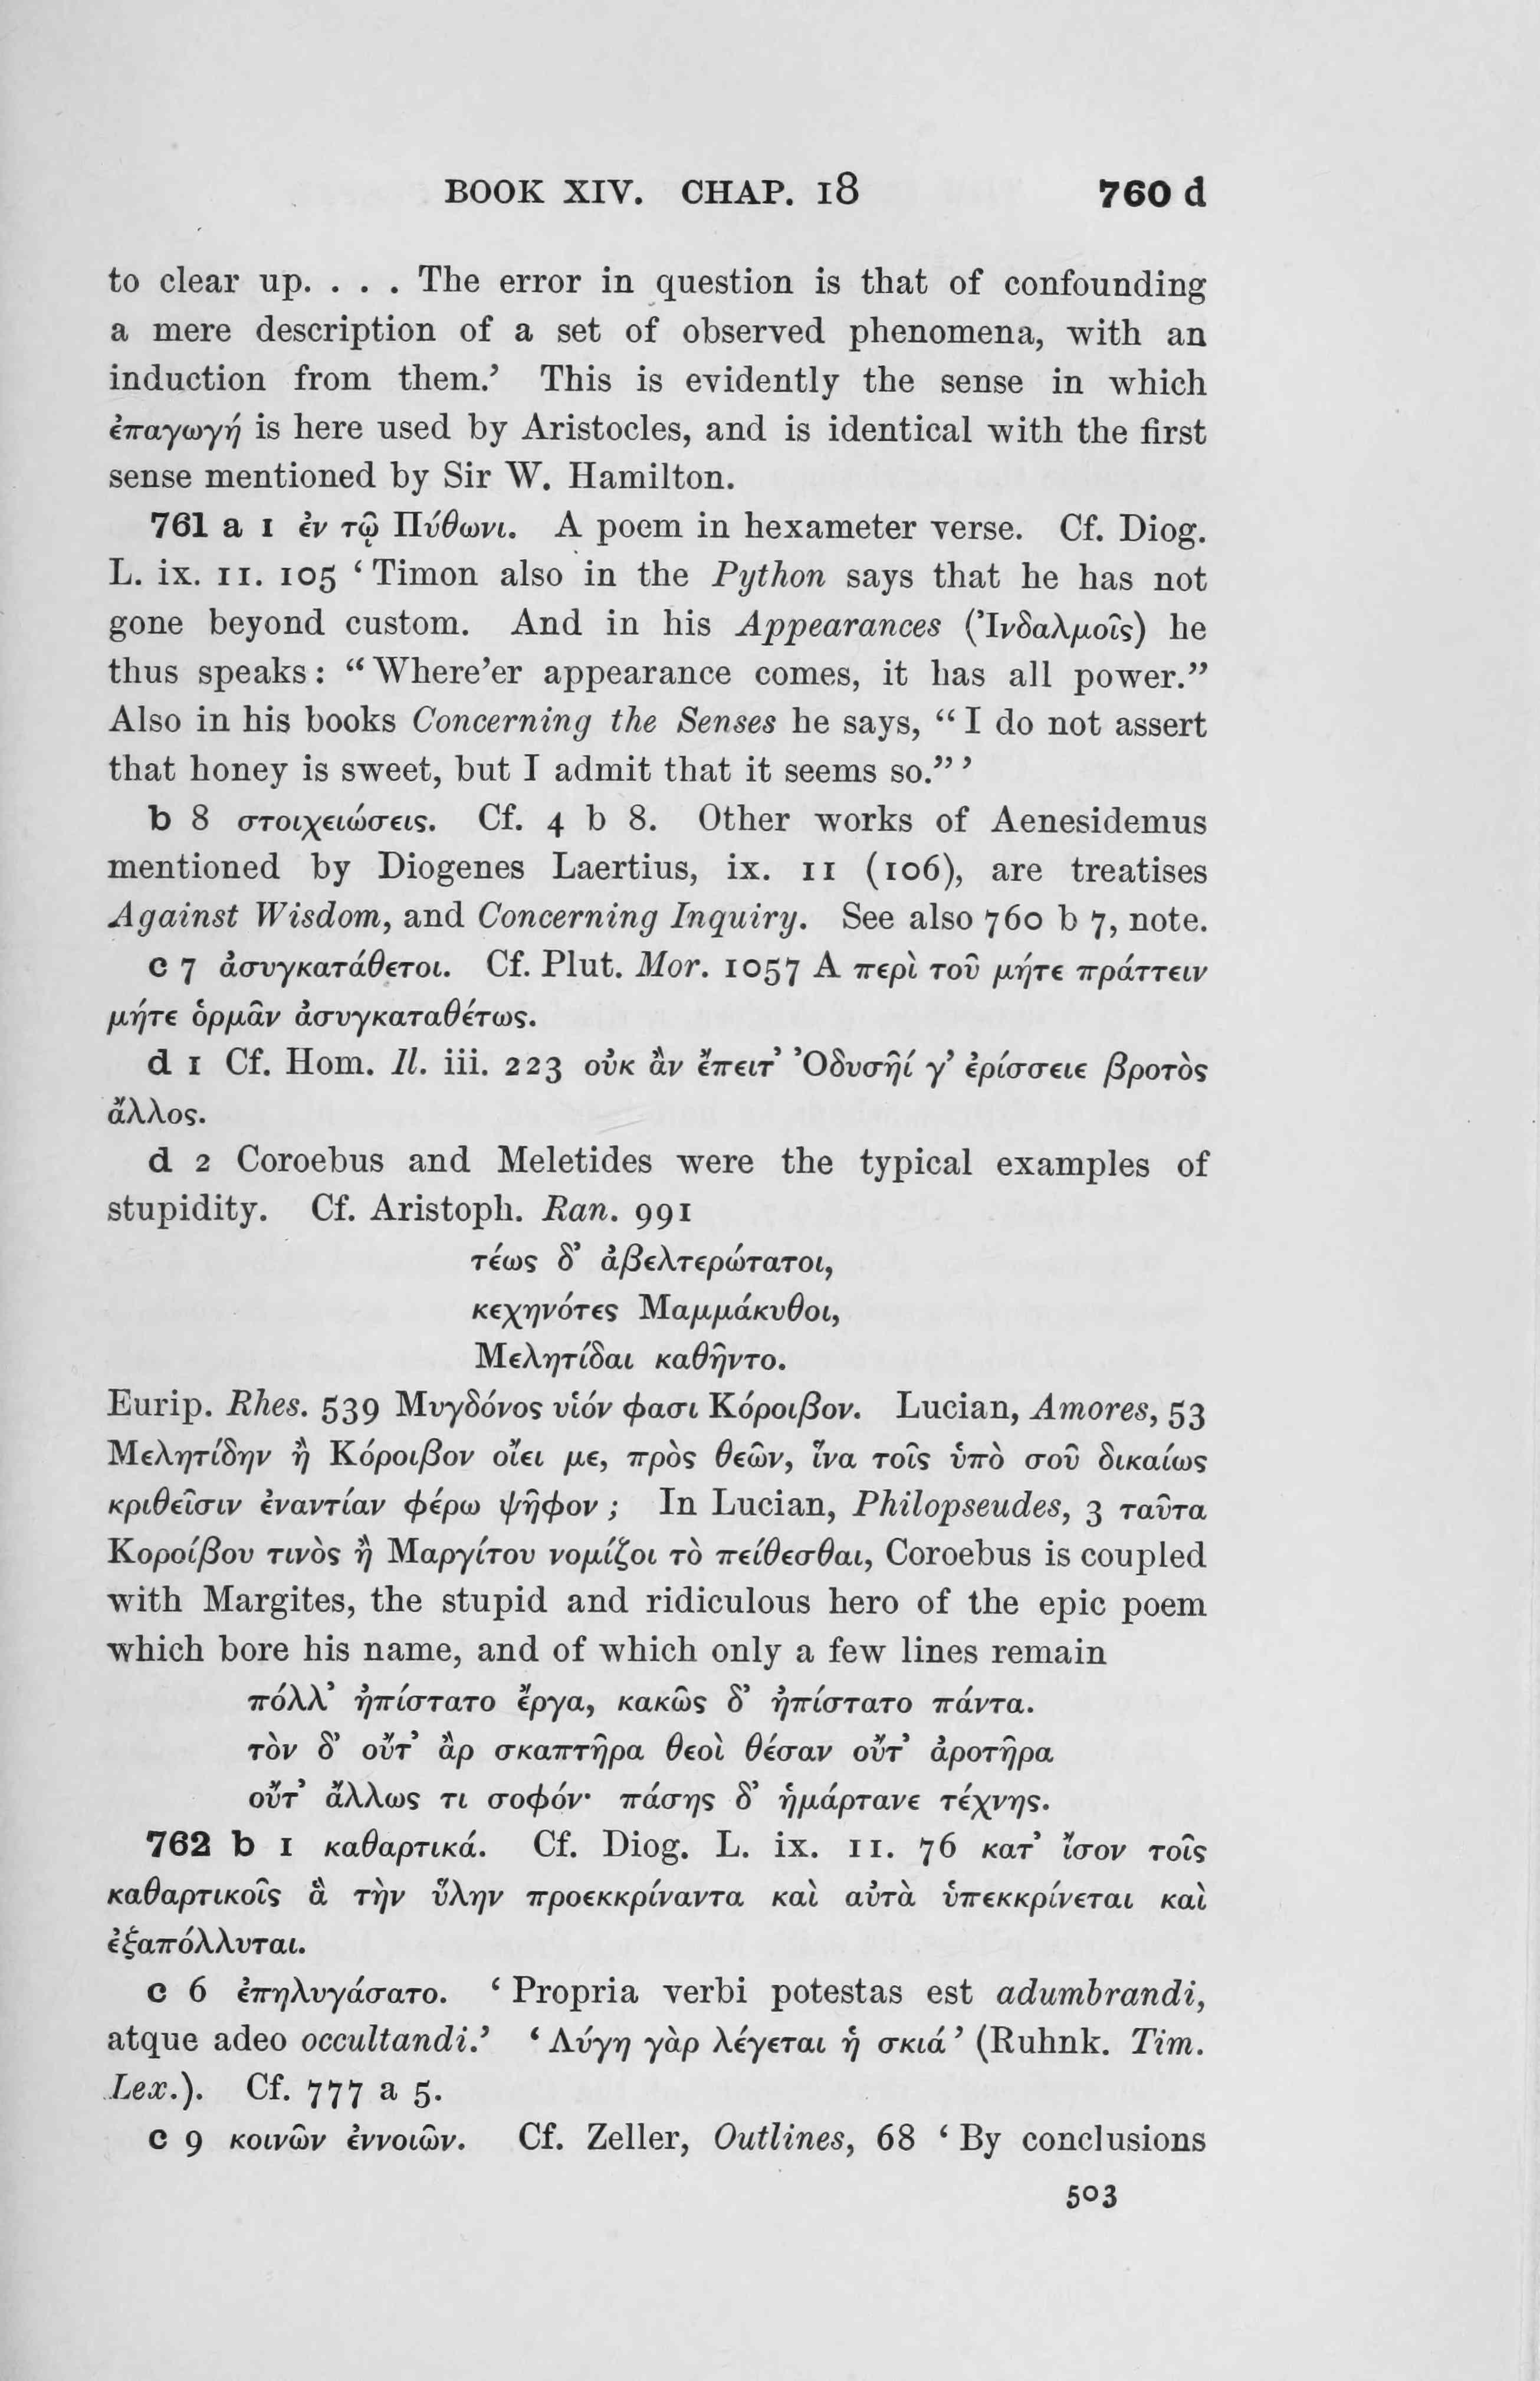 BOOK XIV. CHAP. 18 760 d
to clear up. . . . The error in question is that of confounding
a mere description of a set of observed phenomena, with an
induction from them.’ This is evidently the sense in which
ἐπαγωγή is here used by Aristocles, and is identical with the first
sense mentioned by Sir W. Hamilton.
761 a 1 ἐν τῷ Πύθωνι. A poem in hexameter verse. Cf. Diog.
L. ix. 11. 105 ‘Timon also in the Python says that he has not
gone beyond custom. And in his Appearances (Ἰνδαλμοῖς) he
thus speaks: “Where’er appearance comes, it has all power.”
Also in his books Concerning the Senses he says, “I do not assert
that honey is sweet, but I admit that it seems so.”’
b 8 στοιχειώσεις. Cf. 4 b 8. Other works of Aenesidemus
mentioned by Diogenes Laertius, ix. 11 (106), are treatises
Against Wisdom, and Concerning Inquiry. See also 760 b 7, note.
c 7 ἀσυγκατάθετοι. Cf. Plut. Mor. 1057 A περὶ τοῦ μήτε πράττειν
μήτε ὁρμᾶν ἀσυγκαταθέτως.
d 1 Cf. Hom. Il. iii. 223 οὐκ ἂν ἔπειτ’ Ὀδυσῆί γ’ ἐρίσσειε βροτὸς
ἄλλος.
d 2 Coroebus and Meletides were the typical examples of
stupidity. Cf. Aristoph. Ran. 991
τέως δ’ ἀβελτερώτατοι,
κεχηνότες Μαμμάκυθοι,
Μελητίδαι καθῆντο.
Eurip. Rhes. 539 Μυγδόνος υἱόν φασι Κόροιβον. Lucian, Amores, 53
Μελητίδην ἢ Κόροιβον οἴει με, πρὸς θεῶν, ἵνα τοῖς ὑπὸ σοῦ δικαίως
κριθεῖσιν ἐναντίαν φέρω ψῆφον ; In Lucian, Philopseudes, 3 ταῦτα
Κοροίβου τινὸς ἢ Μαργίτου νομίζοι τὸ πείθεσθαι, Coroebus is coupled
with Margites, the stupid and ridiculous hero of the epic poem
which bore his name, and of which only a few lines remain
πόλλ’ ἠπίστατο ἔργα, κακῶς δ’ ἠπίστατο πάντα.
τὸν δ’ οὔτ’ ἂρ σκαπτῆρα θεοὶ θέσαν οὔτ’ ἀροτῆρα
οὔτ’ ἄλλως τι σοφόν· πάσης δ’ ἡμάρτανε τέχνης.
762 b 1 καθαρτικά. Cf. Diog. L. ix. 11. 76 κατ’ ἴσον τοῖς
καθαρτικοῖς ἃ τὴν ὕλην προεκκρίναντα καὶ αὐτὰ ὑπεκκρίνεται καὶ
ἐξαπόλλυται.
c 6 ἐπηλυγάσατο. ‘Propria verbi potestas est adumbrandi,
atque adeo occultandi.’ ‘Λύγη γὰρ λέγεται ἡ σκιά’ (Ruhnk. Tim.
Lex.). Cf. 777 a 5.
c 9 κοινῶν ἐννοιῶν. Cf. Zeller, Outlines, 68 ‘By conclusions
503